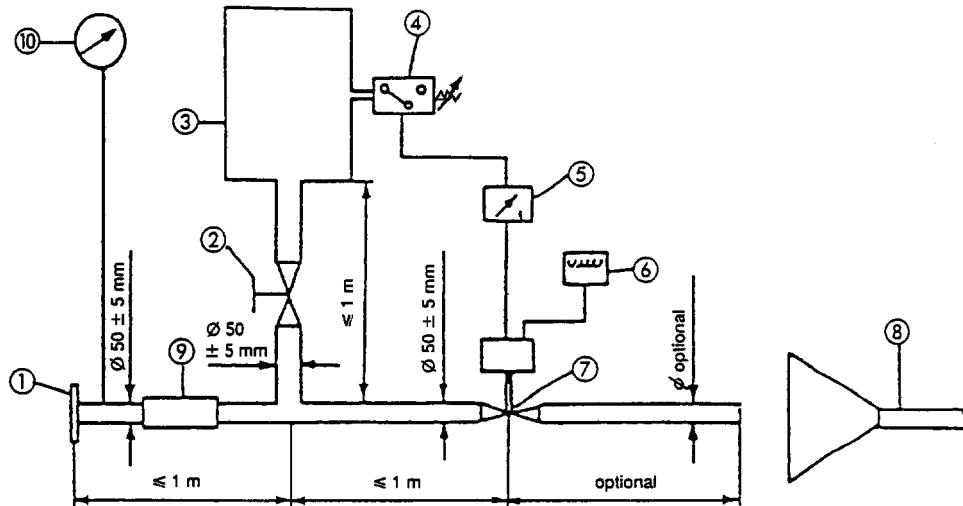 10
4
3
5
2
6
≤ 1 m
Ø 50 ± 5 mm
Ø 50
± 5 mm
Ø 50 ± 5 mm
Ø optional
7
8
9
1
≤ 1 m
≤ 1 m
optional